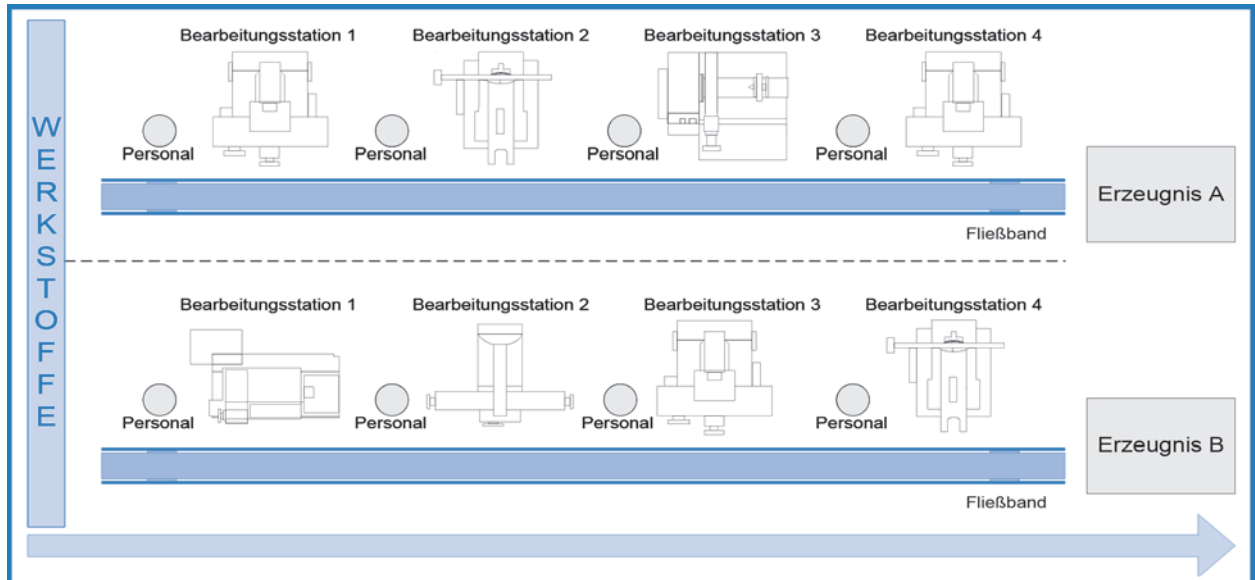 WERKSTOFFE
Bearbeitungsstation 1
Bearbeitungsstation 2
Bearbeitungsstation 3
Bearbeitungsstation 4
Personal
Personal
Personal
Personal
Erzeugnis A
Fließband
Bearbeitungsstation 1
Bearbeitungsstation 2
Bearbeitungsstation 3
Bearbeitungsstation 4
Personal
Personal
Personal
Personal
Erzeugnis B
Fließband